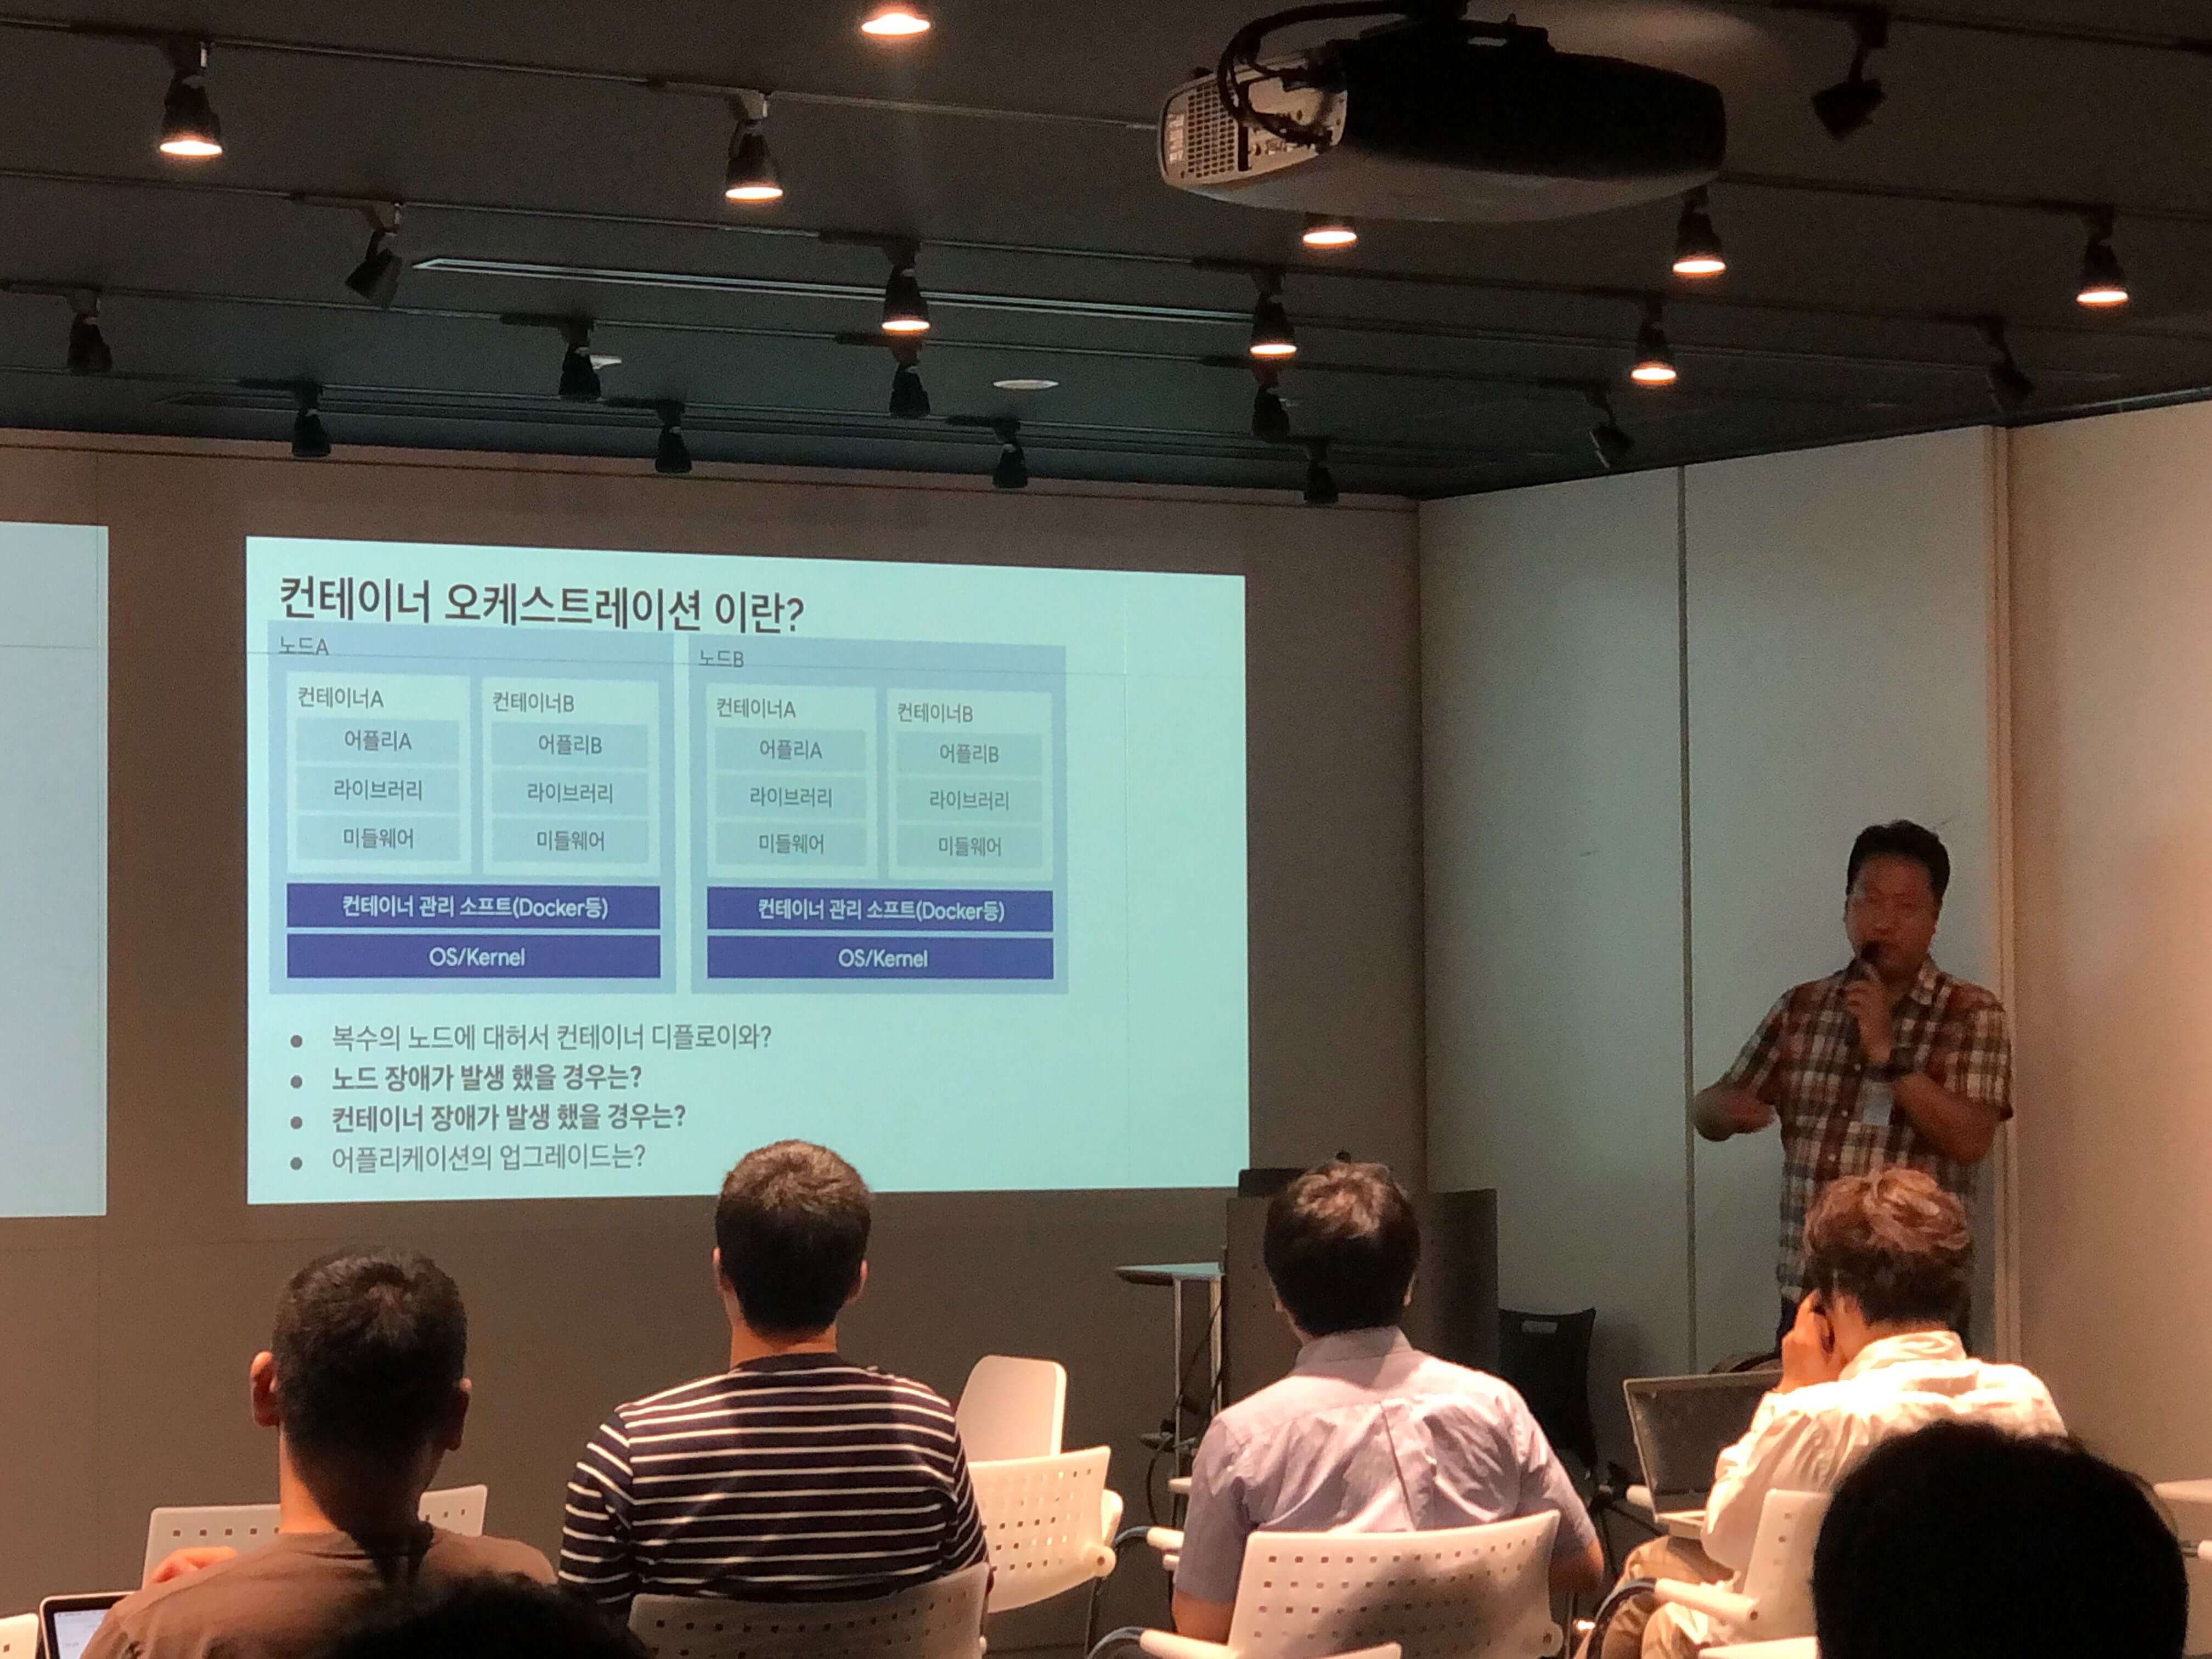 컨테이너 오케스트레이션 이란?
노드A
컨테이너A
어플리A
라이브러리
미들웨어
컨테이너B
어플리B
라이브러리
미들웨어
컨테이너 관리 소프트(Docker등)
OS/Kernel
노드B
컨테이너A
어플리A
라이브러리
미들웨어
컨테이너B
어플리B
라이브러리
미들웨어
컨테이너 관리 소프트(Docker등)
OS/Kernel
● 복수의 노드에 대허서 컨테이너 디플로이와?
● 노드 장애가 발생 했을 경우는?
● 컨테이너 장애가 발생 했을 경우는?
● 어플리케이션의 업그레이드는?